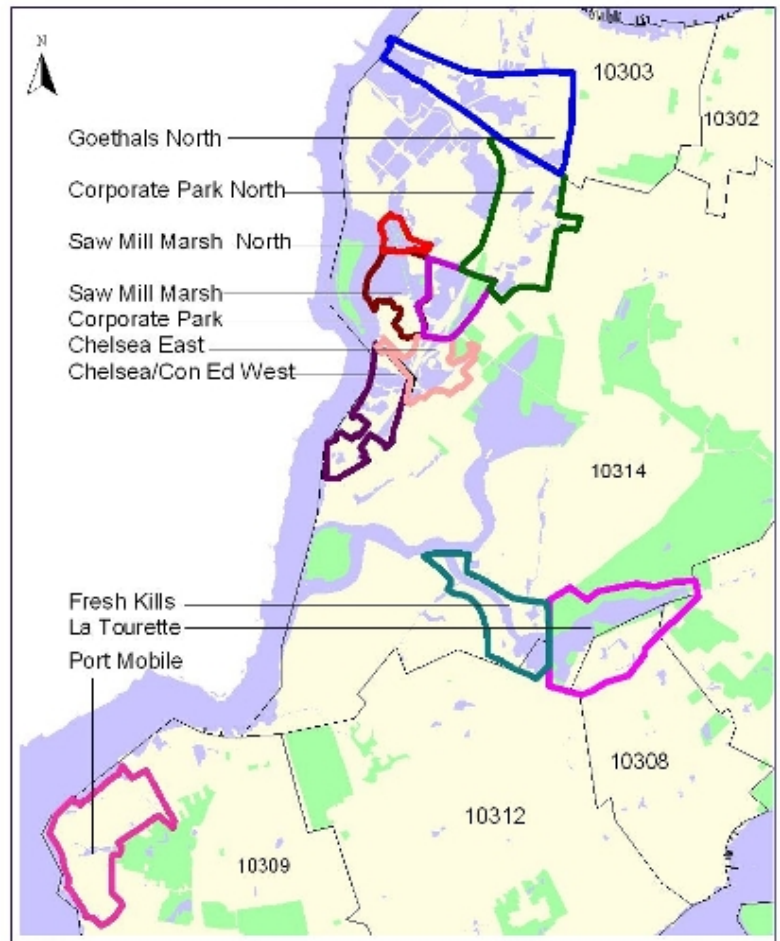 N
10303
10302
Goethals North
Corporate Park North
Saw Mill Marsh North
Saw Mill Marsh
Corporate Park
Chelsea East
Chelsea/Con Ed West
10314
Fresh Kills
La Tourette
Port Mobile
10308
10312
10309